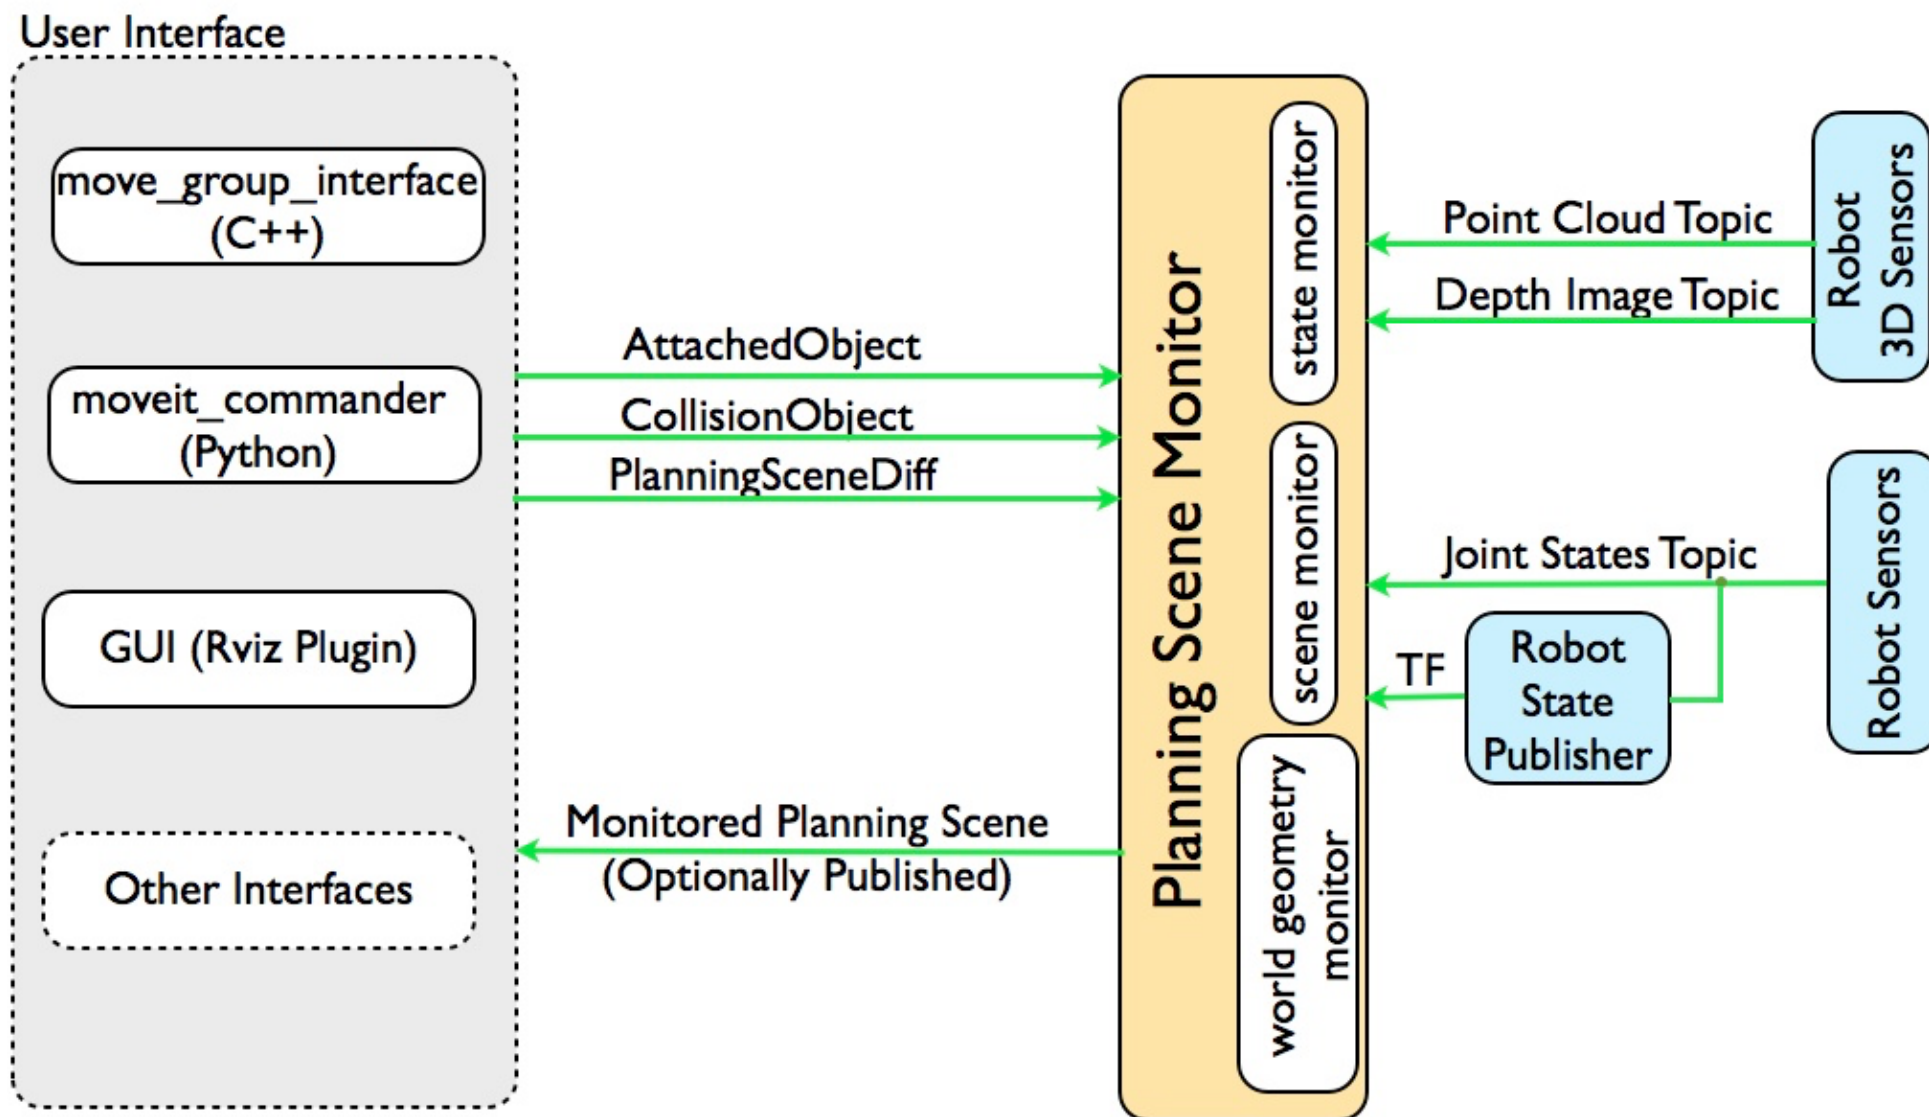 User Interface
move_group_interface
(C++)
moveit_commander
(Python)
GUI (Rviz Plugin)
Other Interfaces
AttachedObject
CollisionObject
PlanningSceneDiff
Monitored Planning Scene
(Optionally Published)
Planning Scene Monitor
state monitor
scene monitor
world geometry
monitor
Point Cloud Topic
Depth Image Topic
Joint States Topic
TF
Robot
State
Publisher
Robot
3D Sensors
Robot Sensors